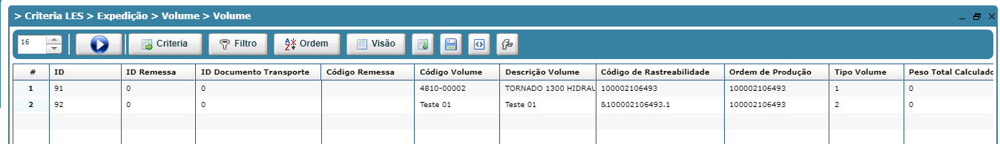 > Criteria LES > Expedição > Volume > Volume
16 Criteria Filtro Ordem Visão
# ID ID Remessa ID Documento Transporte Código Remessa Código Volume Descrição Volume Código de Rastreabilidade Ordem de Produção Tipo Volume Peso Total Calculado
1 91 0 0 4810-00002 TORNADO 1300 HIDRAU 100002106493 100002106493 1 0
2 92 0 0 Teste 01 Teste 01 &100002106493.1 100002106493 2 0